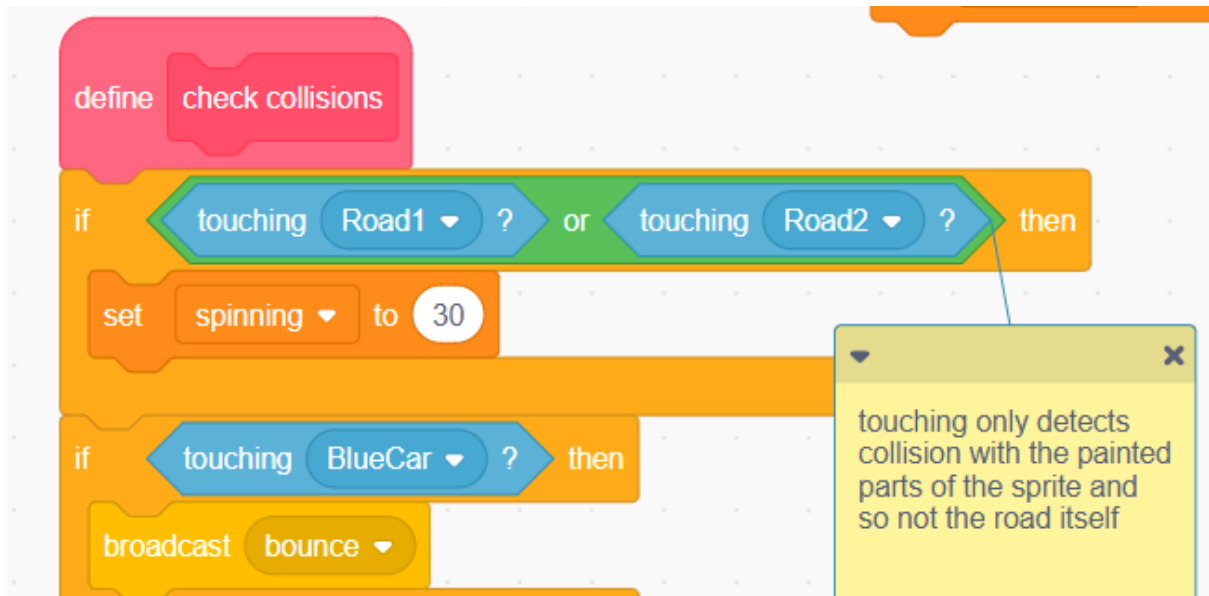 define check collisions
if touching Road1 ? or touching Road2 ? then
set spinning to 30
touching only detects
collision with the painted
parts of the sprite and
so not the road itself
if touching BlueCar ? then
broadcast bounce